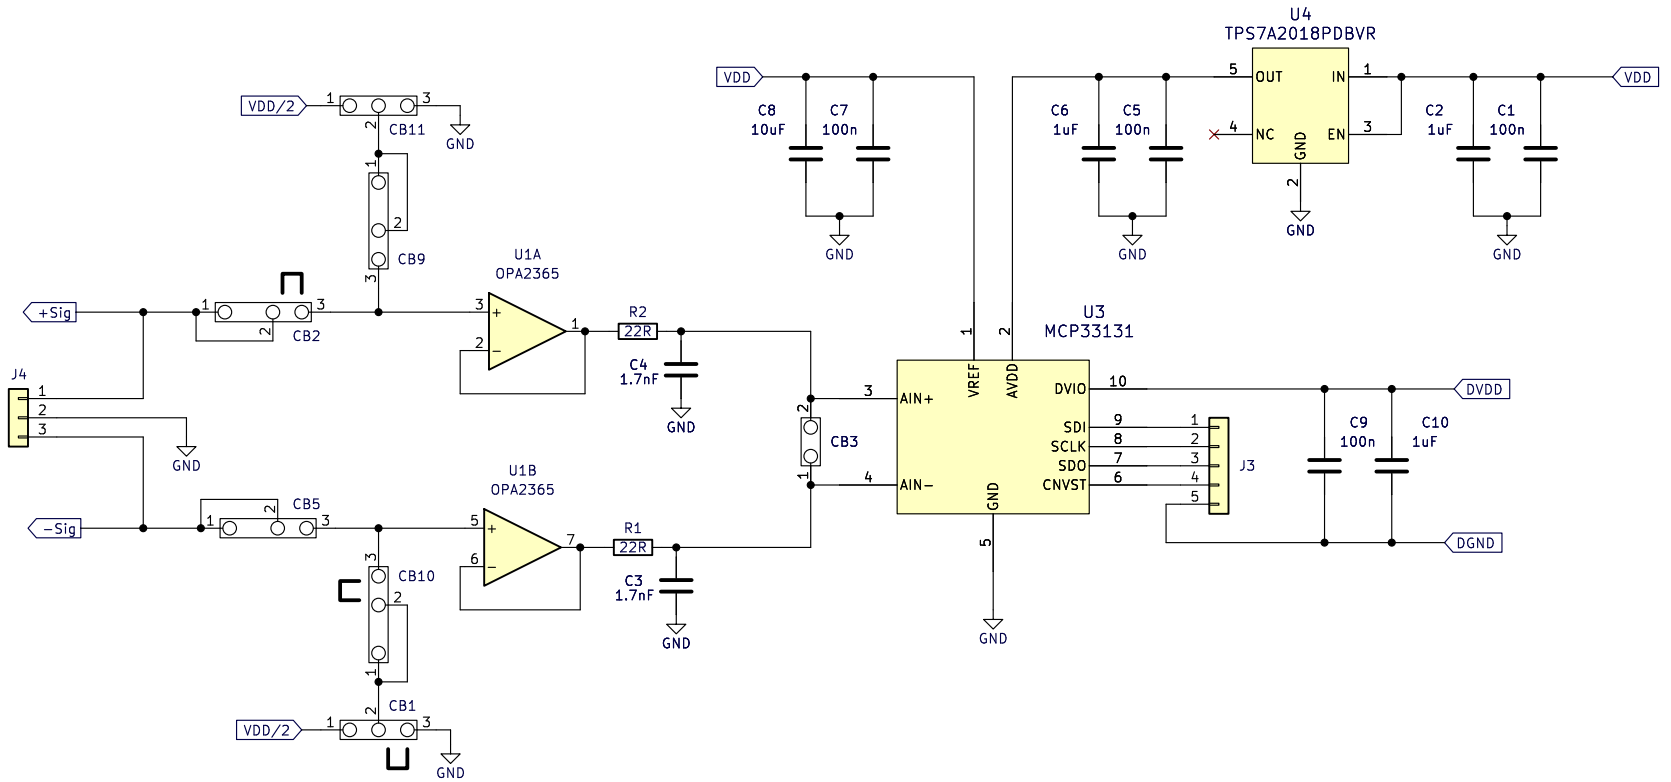 U4
TPS7A2018PDBVR
VDD
5 OUT IN 1
VDD
VDD/2 1 3
CB11
2
GND
C8
10uF
C7
100n
C6
1uF
C5
100n
4 NC EN 3
GND
2
GND
C2
1uF
C1
100n
1
2
CB9
3
GND
GND
GND
U1A
OPA2365
+Sig
1 3
2
CB2
3 +
1
2 -
R2
22R
C4
1.7nF
GND
U3
MCP33131
1
2
VREF
AVDD
J4
1
2
3
GND
3 AIN+
2
CB3
1
4 AIN-
DVIO 10
DVDD
SDI 9 1
SCLK 8 2
SDO 7 3
CNVST 6 4
5
J3
GND
5
GND
C9
100n
C10
1uF
DGND
-Sig
1 3
2
CB5
U1B
OPA2365
5 +
7
6 -
R1
22R
C3
1.7nF
GND
3
CB10
2
1
CB1
2
VDD/2 1 3
GND